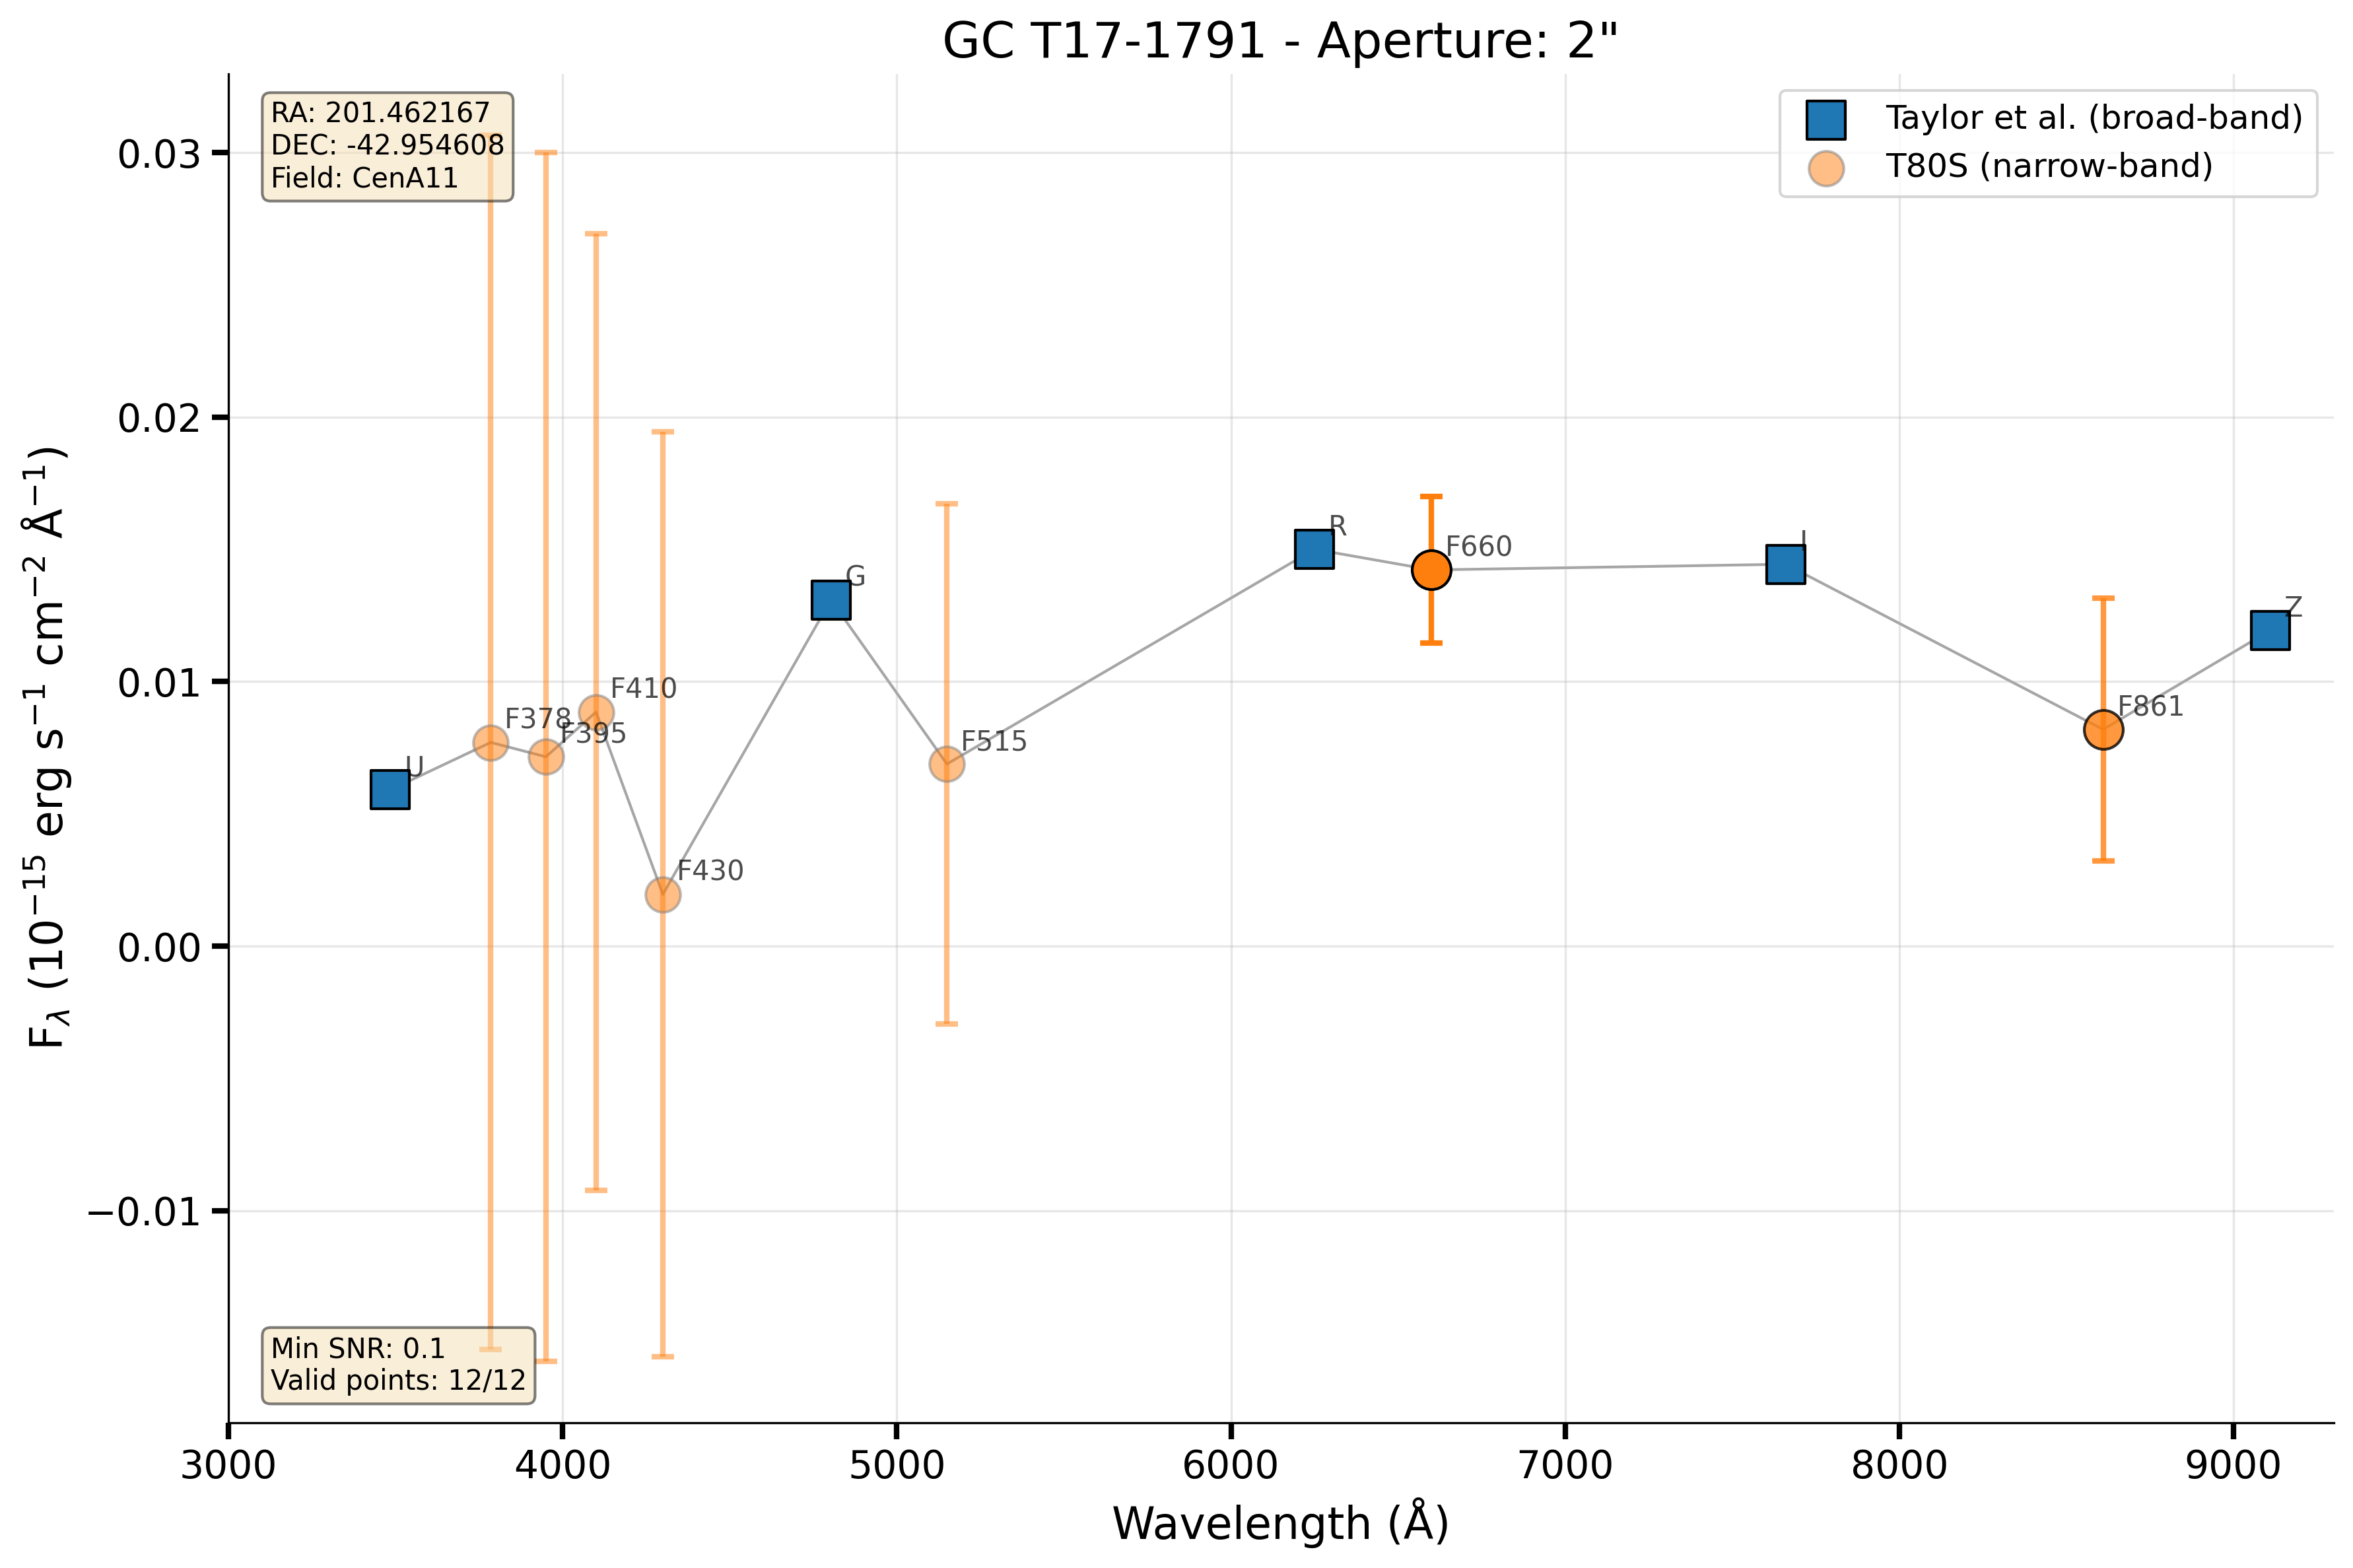 GC T17-1791 - Aperture: 2"
RA: 201.462167
DEC: -42.954608
Field: CenA11
Taylor et al. (broad-band)
T80S (narrow-band)
0.03
0.02
0.01
0.00
−0.01
F_λ (10⁻¹⁵ erg s⁻¹ cm⁻² Å⁻¹)
U
F378
F395
F410
F430
G
F515
R
F660
I
F861
Z
Min SNR: 0.1
Valid points: 12/12
3000 4000 5000 6000 7000 8000 9000
Wavelength (Å)